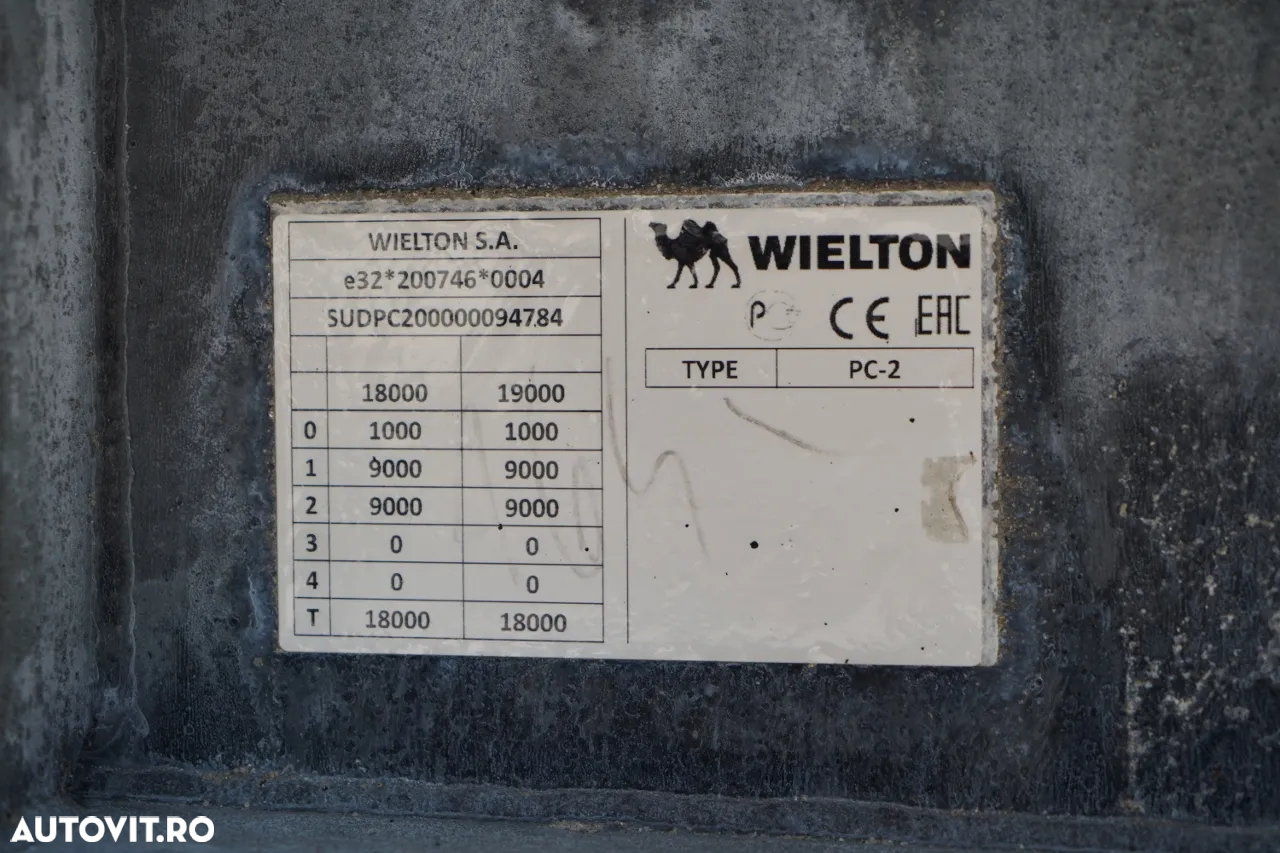 WIELTON S.A.
e32*200746*0004
SUDPC20000094784
18000 19000
0 1000 1000
1 9000 9000
2 9000 9000
3 0 0
4 0 0
T 18000 18000
WIELTON
CE EAC
TYPE PC-2
AUTOVIT.RO